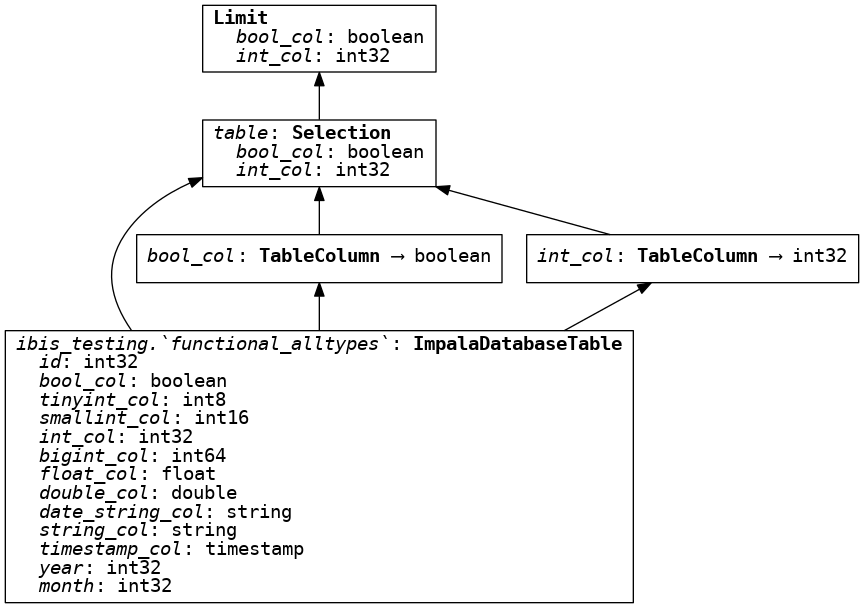 Limit
bool_col: boolean
int_col: int32
table: Selection
bool_col: boolean
int_col: int32
bool_col: TableColumn → boolean
int_col: TableColumn → int32
ibis_testing.`functional_alltypes`: ImpalaDatabaseTable
id: int32
bool_col: boolean
tinyint_col: int8
smallint_col: int16
int_col: int32
bigint_col: int64
float_col: float
double_col: double
date_string_col: string
string_col: string
timestamp_col: timestamp
year: int32
month: int32